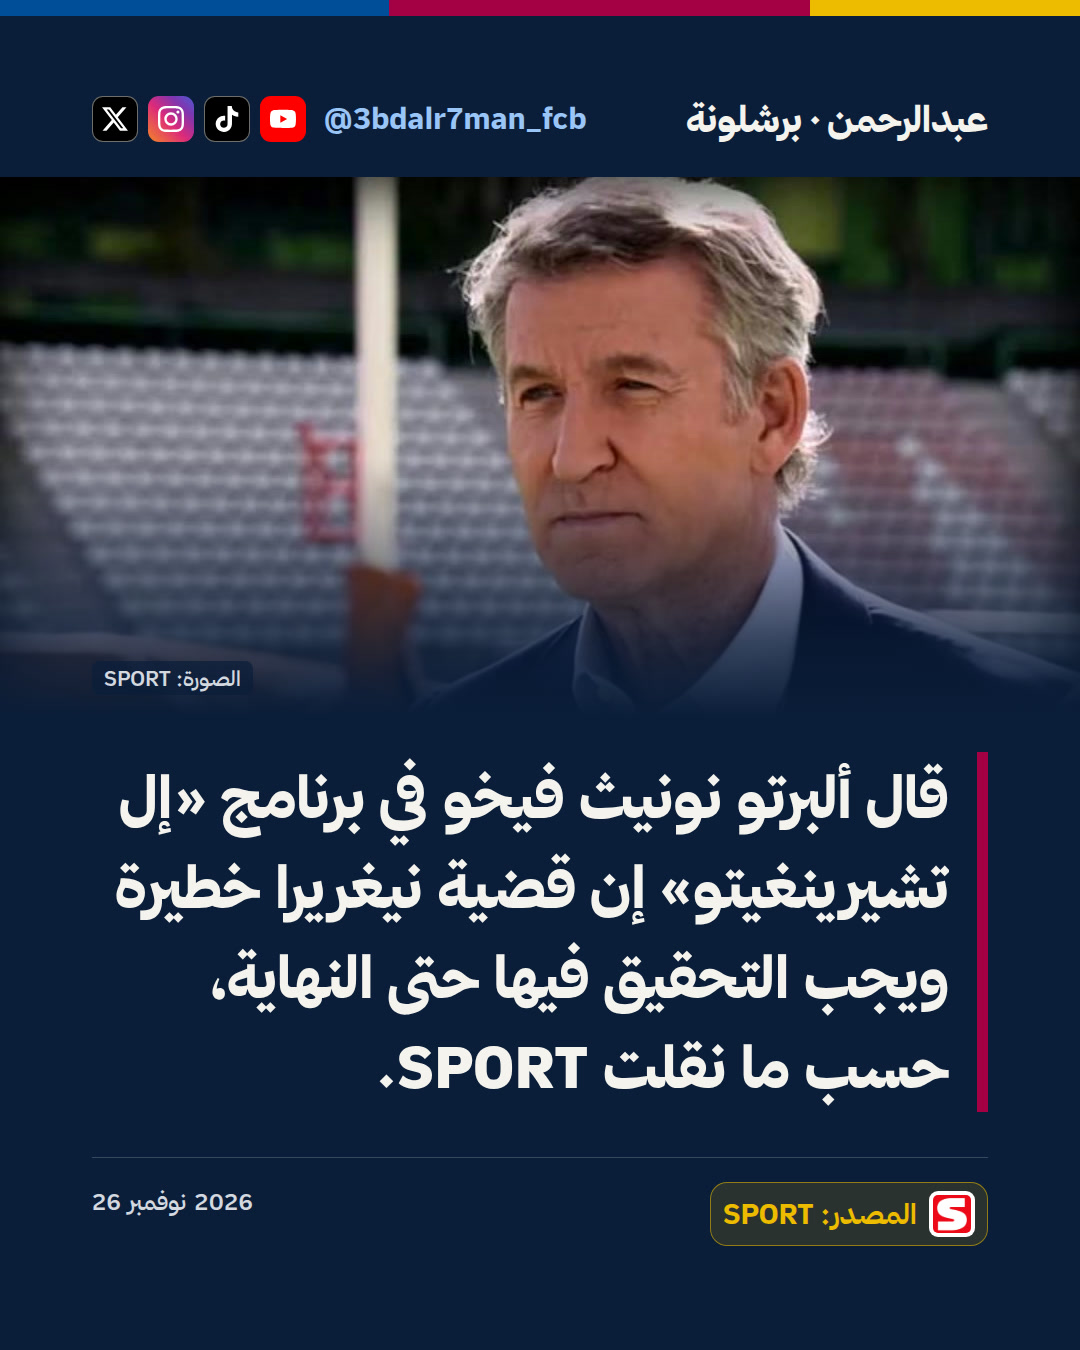 عبدالرحمن · برشلونة
@3bdalr7man_fcb
الصورة: SPORT
قال ألبرتو نونيث فيخو في برنامج «إل
تشيرينغيتو» إن قضية نيغريرا خطيرة
ويجب التحقيق فيها حتى النهاية،
حسب ما نقلت SPORT.
المصدر: SPORT
26 نوفمبر 2026